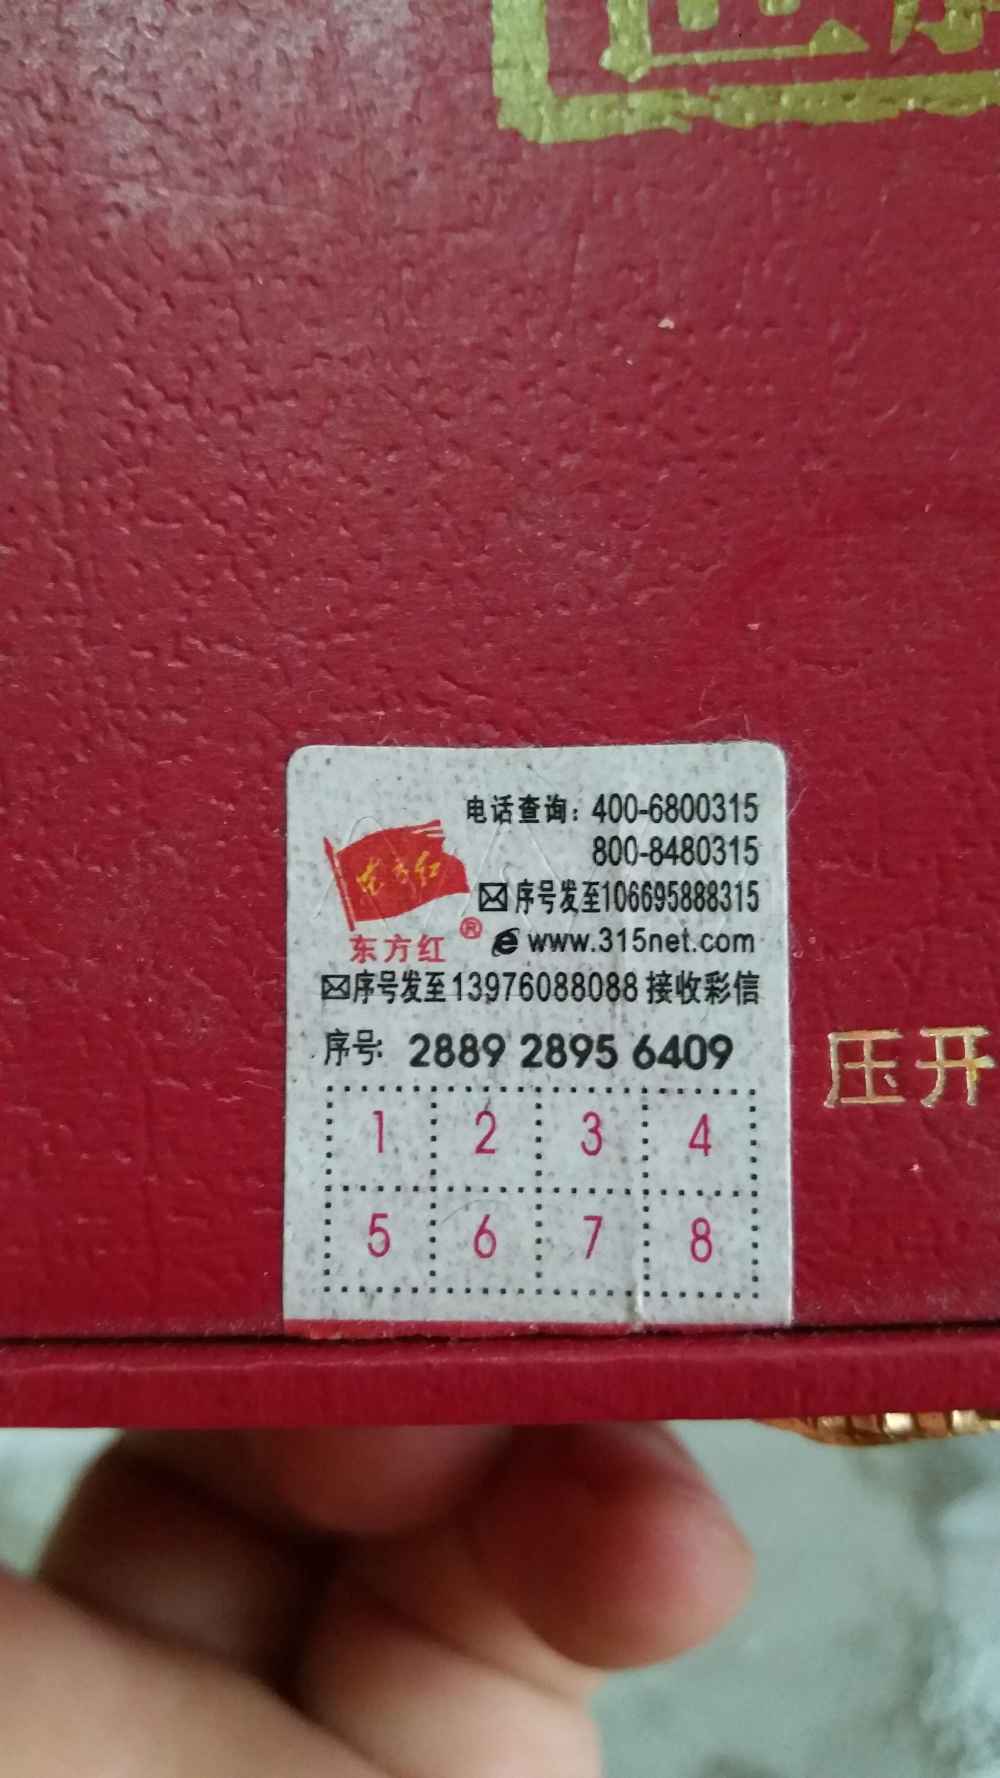 电话查询：400-6800315
800-8480315
东方红
东方红®
序号发至106695888315
www.315net.com
序号发至13976088088接收彩信
序号: 2889 2895 6409
1 2 3 4
5 6 7 8
压开